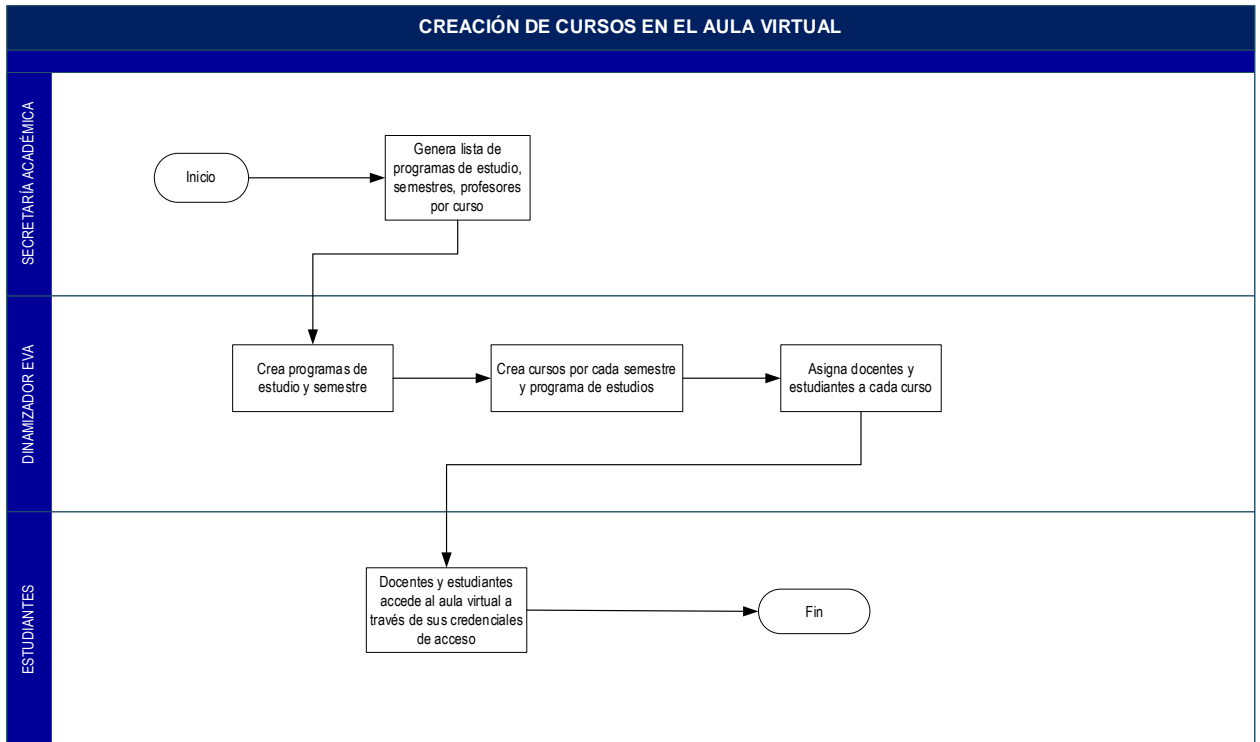 CREACIÓN DE CURSOS EN EL AULA VIRTUAL
SECRETARÍA ACADÉMICA
Inicio
Genera lista de
programas de estudio,
semestres, profesores
por curso
DINAMIZADOR EVA
Crea programas de
estudio y semestre
Crea cursos por cada semestre
y programa de estudios
Asigna docentes y
estudiantes a cada curso
ESTUDIANTES
Docentes y estudiantes
accede al aula virtual a
través de sus credenciales
de acceso
Fin